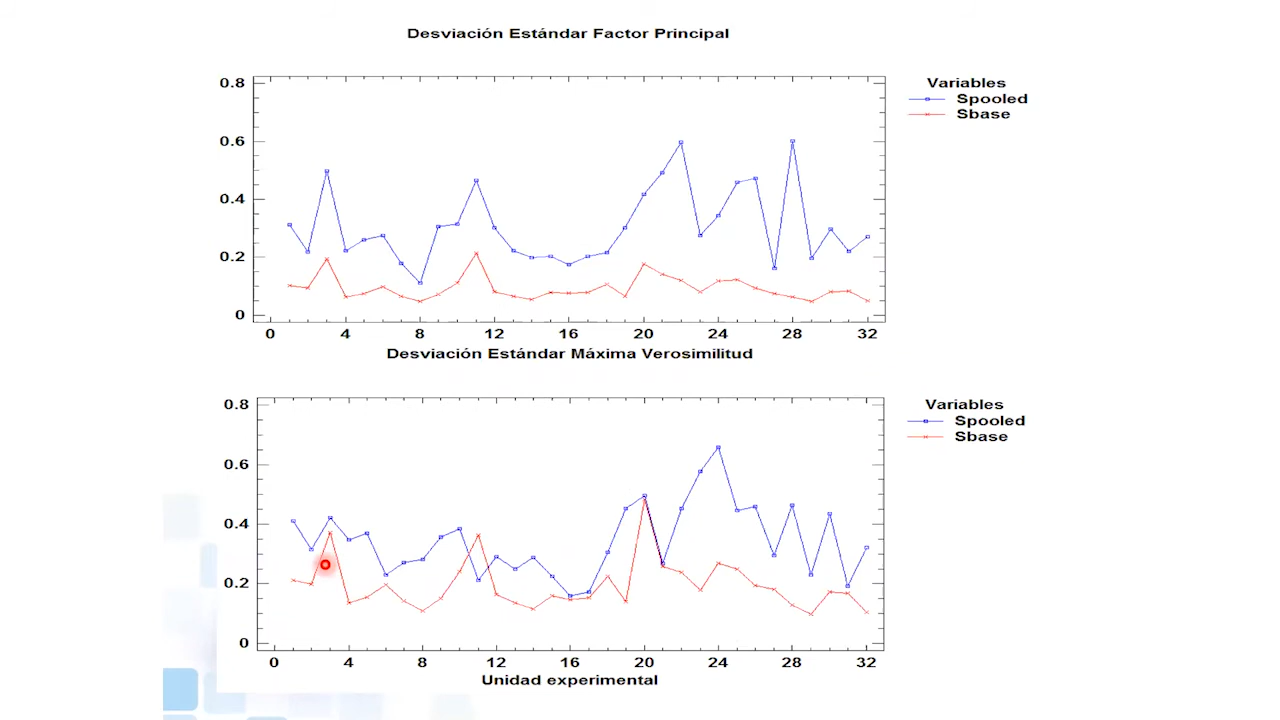 Desviación Estándar Factor Principal
Variables
Spooled
Sbase
0.8
0.6
0.4
0.2
0
0 4 8 12 16 20 24 28 32
Desviación Estándar Máxima Verosimilitud
Variables
Spooled
Sbase
0.8
0.6
0.4
0.2
0
0 4 8 12 16 20 24 28 32
Unidad experimental